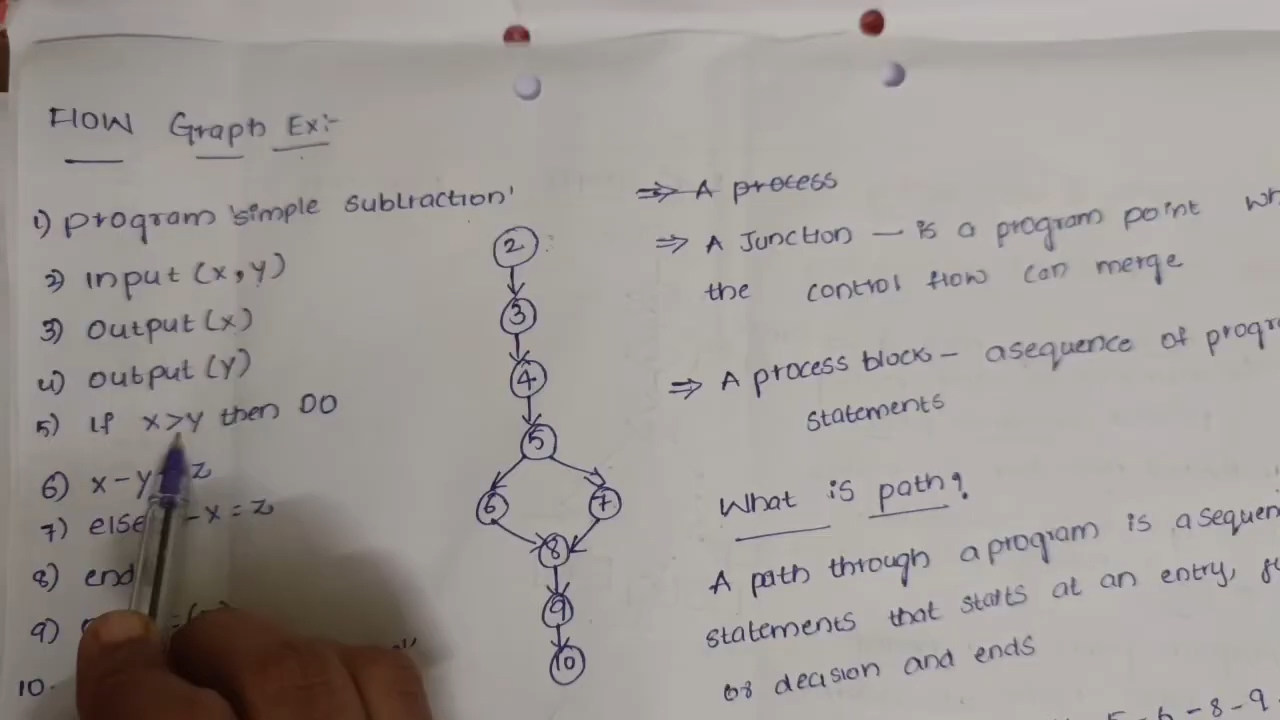 FlOW Graph Ex:-
1) program 'simple subtraction'
2) input (x,y)
3) output (x)
4) output (y)
5) if x>y then DO
6) x-y z
7) else -x=z
8) end
9)
10.
2
3
4
5
6 7
8
9
10
⇒ A process
⇒ A Junction - is a program point
the control flow can merge
⇒ A process block - a sequence of
statements
What is path?
A path through a program is a
statements that starts at an entry,
or decision and ends
6-8-9